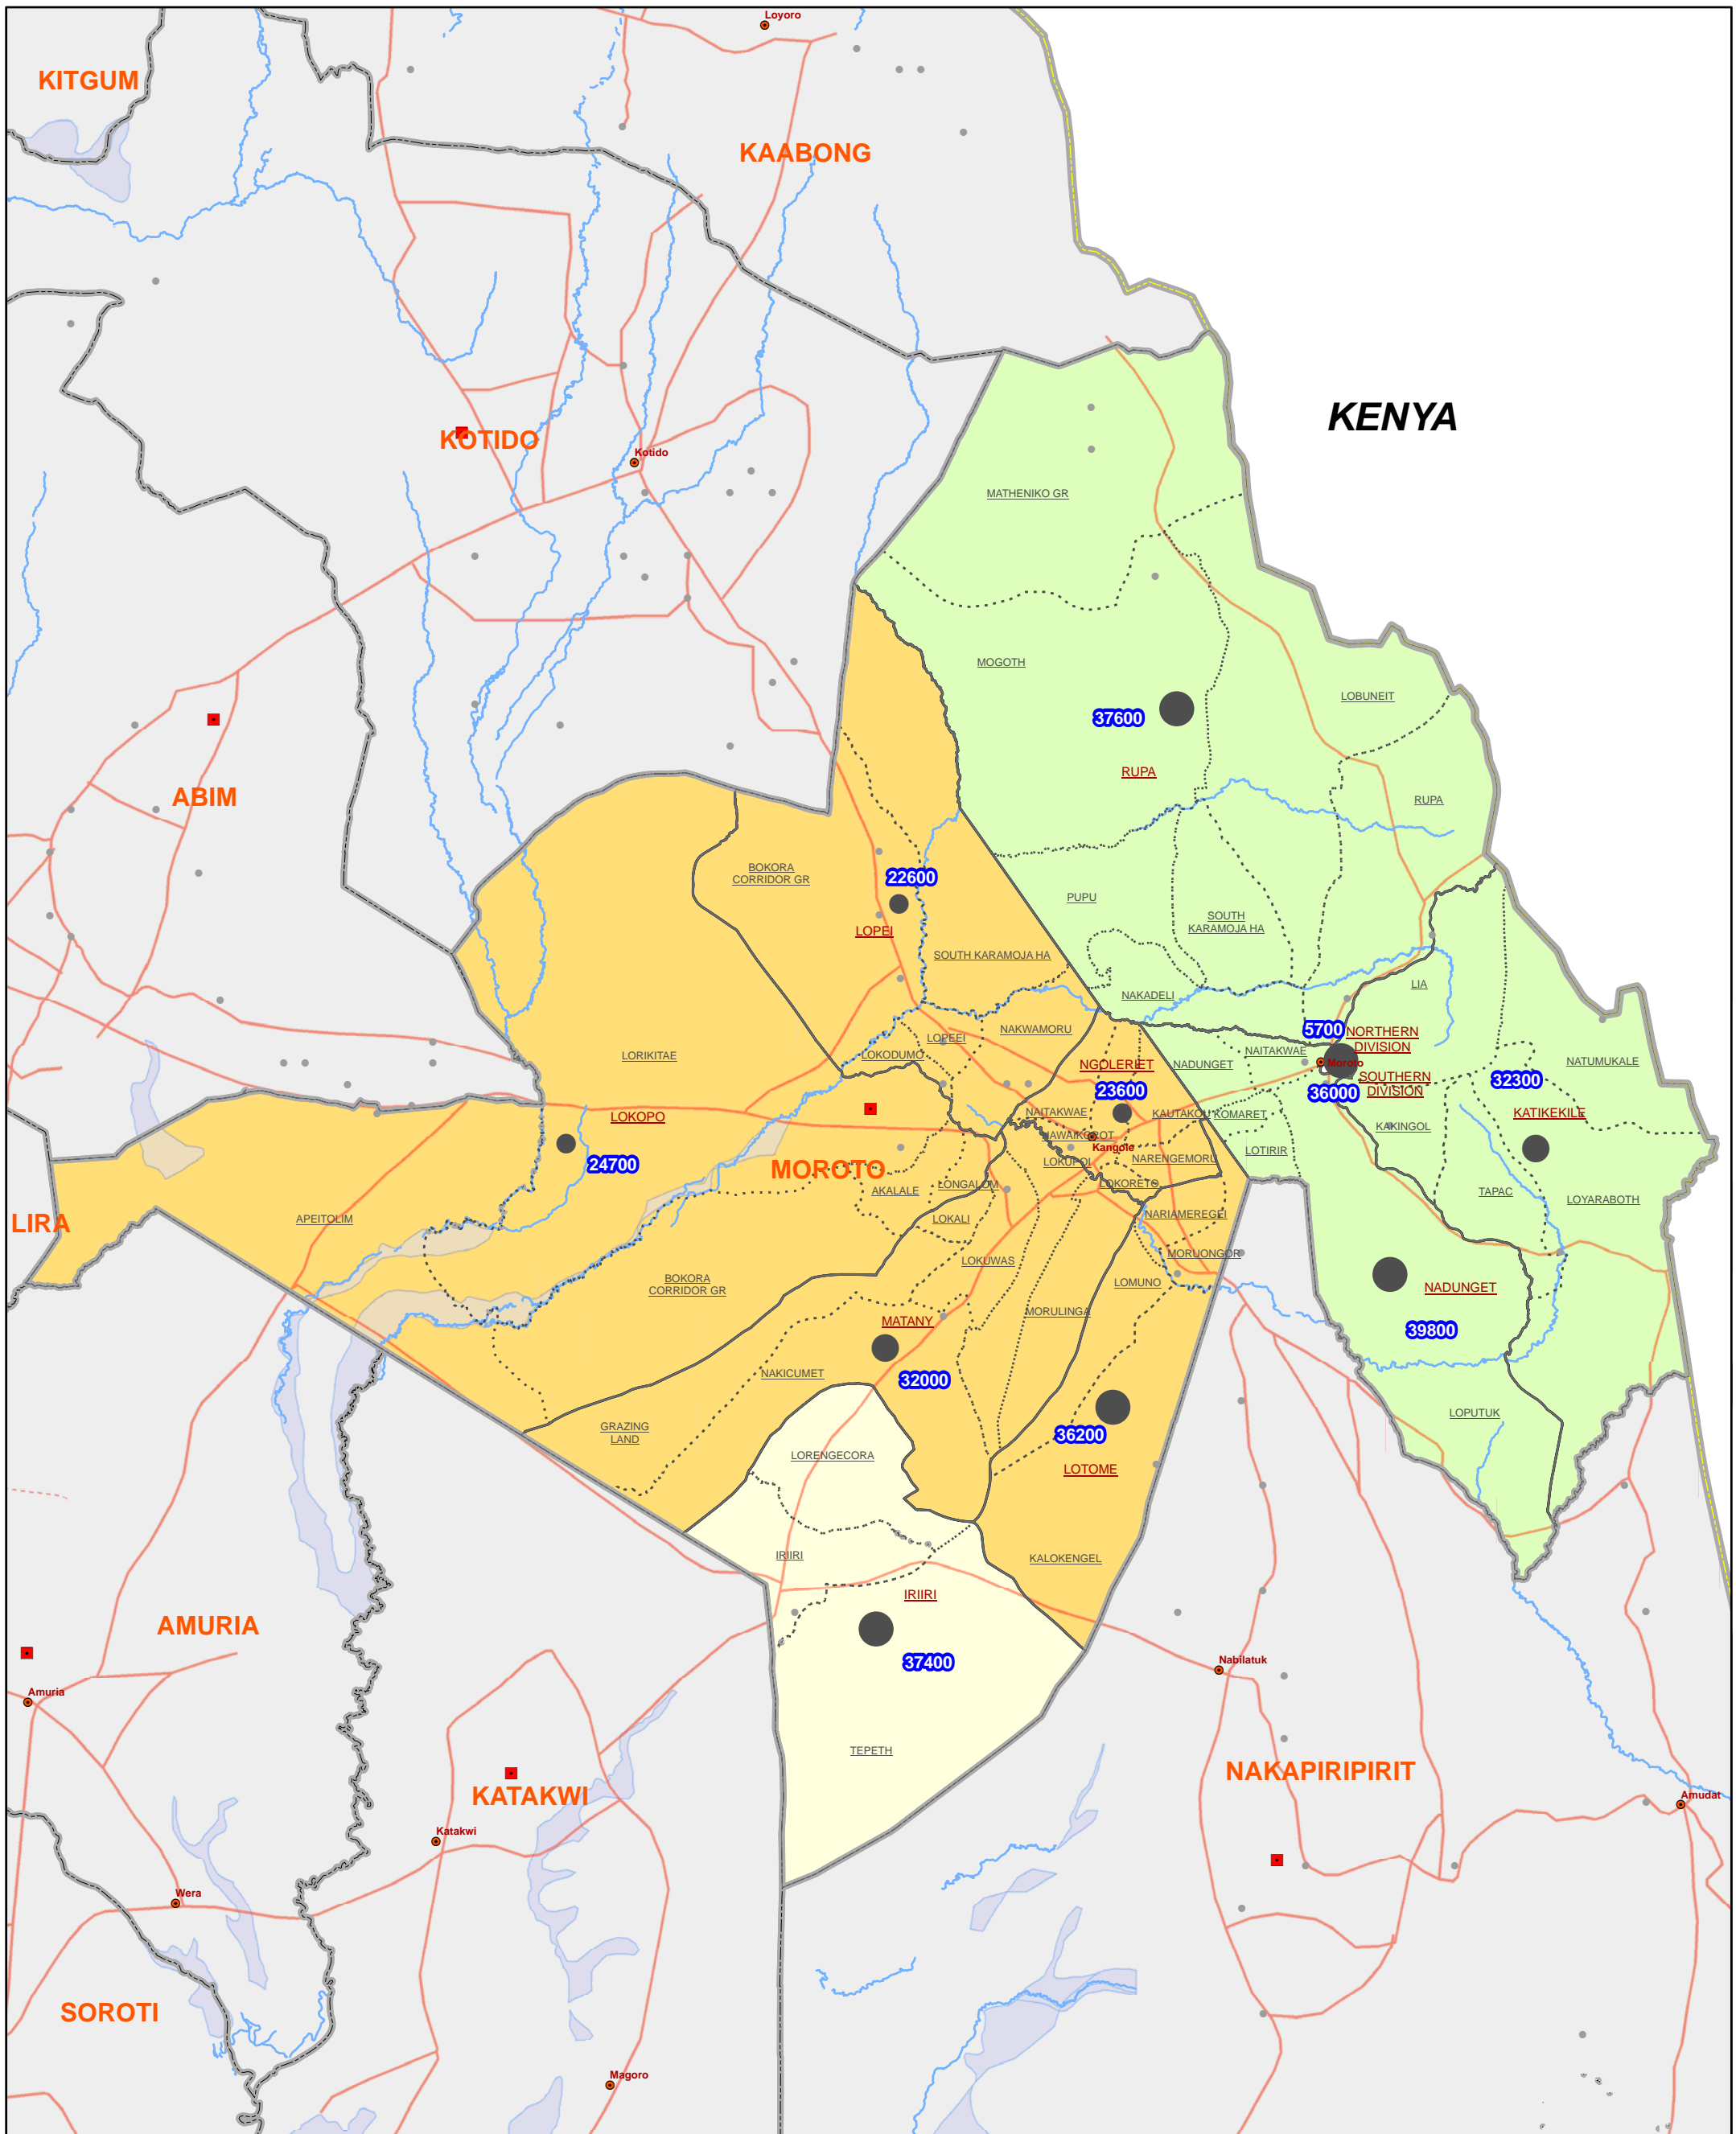 Loyoro
KITGUM
KAABONG
KENYA
KOTIDO
Kotido
MATHENIKO GR
MOGOTH
LOBUNEIT
37600
RUPA
ABIM
RUPA
BOKORA
CORRIDOR GR
22600
PUPU
SOUTH
KARAMOJA HA
LOPEI
SOUTH KARAMOJA HA
LIA
NAKADELI
5700
NORTHERN
DIVISION
NAKWAMORU
LOPEEI
LORIKITAE
LOKODUMO
NAITAKWAE
NGOLERIET
NADUNGET
Moroto
NATUMUKALE
SOUTHERN
DIVISION
32300
23600
36000
LOKOPO
NAITAKWAE
KAUTAKOU
KOMARET
KATIKEKILE
KAKINGOL
NAWAIKOROT
Kangole
LOTIRIR
24700
MOROTO
LOKUPOI
NARENGEMORU
AKALALE
LONGALOM
LOKORETO
TAPAC
LOYARABOTH
LIRA
APEITOLIM
LOKALI
NARIAMEREGEI
LOKUWAS
MORUONGOR
BOKORA
CORRIDOR GR
LOMUNO
NADUNGET
MORULINGA
MATANY
39800
NAKICUMET
32000
LOPUTUK
GRAZING
LAND
36200
LORENGECORA
LOTOME
IRIIRI
KALOKENGEL
IRIIRI
AMURIA
37400
Nabilatuk
Amuria
TEPETH
NAKAPIRIPIRIT
KATAKWI
Amudat
Katakwi
Wera
SOROTI
Magoro